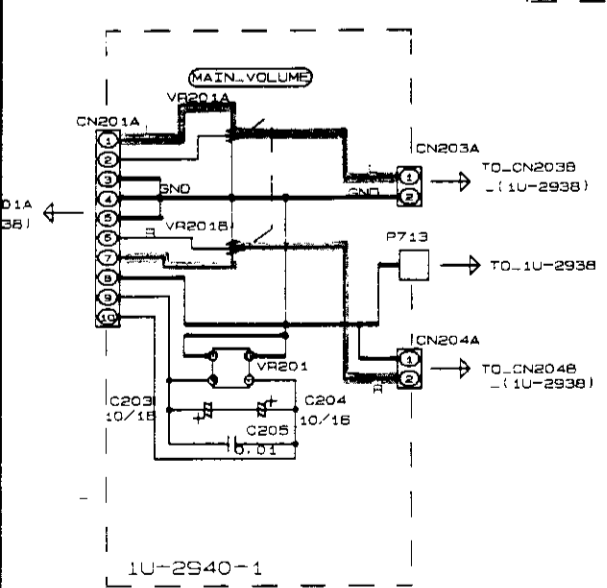 MAIN_VOLUME
VR201A
CN201A
1
2
3
4
5
6
7
8
9
10
GND
01A
38)
L
R
VR201B
CN203A
1
2
GND
TO_CN203B
_(1U-2938)
P713
TO_1U-2938
CN204A
1
2
TO_CN204B
_(1U-2938)
R
VR201
C203
10/16
C204
10/16
C205
0.01
+
+
1U-2940-1